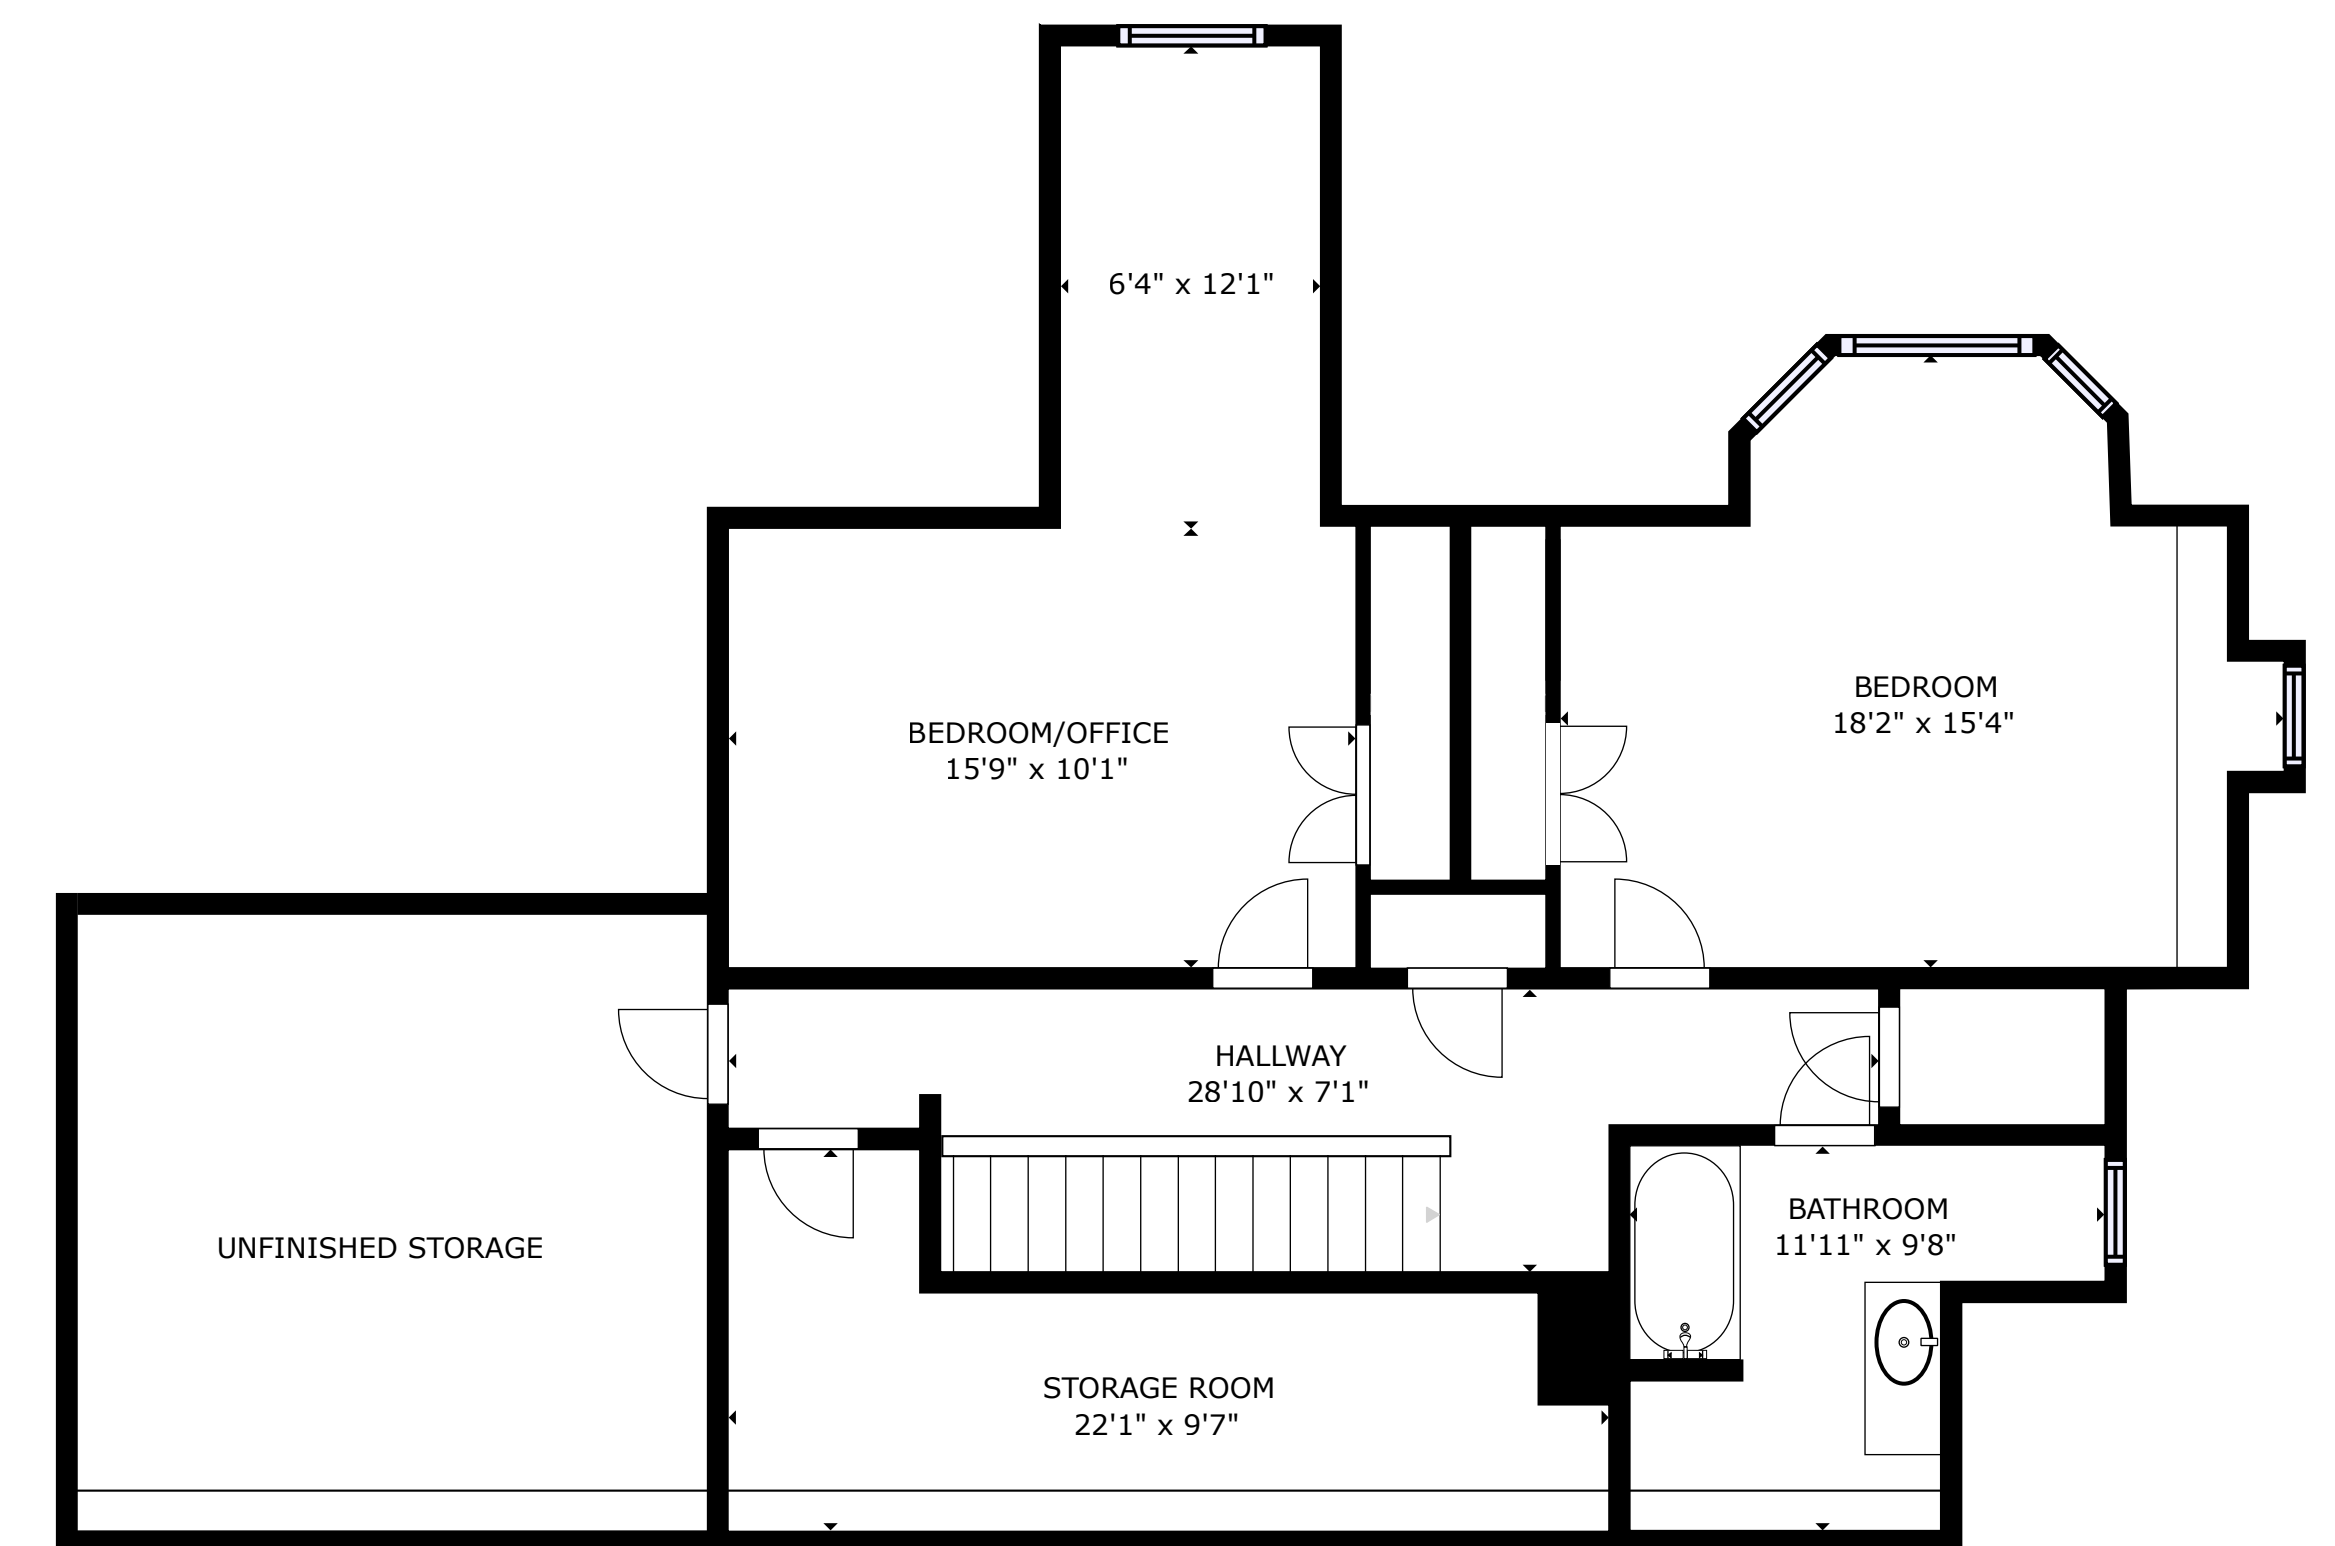 6'4" x 12'1"
BEDROOM
18'2" x 15'4"
BEDROOM/OFFICE
15'9" x 10'1"
HALLWAY
28'10" x 7'1"
BATHROOM
11'11" x 9'8"
UNFINISHED STORAGE
STORAGE ROOM
22'1" x 9'7"